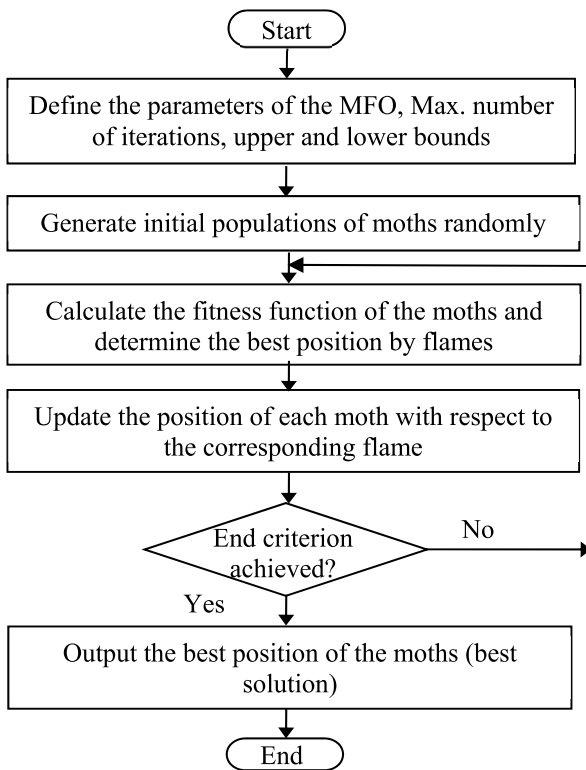 Start
Define the parameters of the MFO, Max. number
of iterations, upper and lower bounds
Generate initial populations of moths randomly
Calculate the fitness function of the moths and
determine the best position by flames
Update the position of each moth with respect to
the corresponding flame
End criterion
achieved?
No
Yes
Output the best position of the moths (best
solution)
End